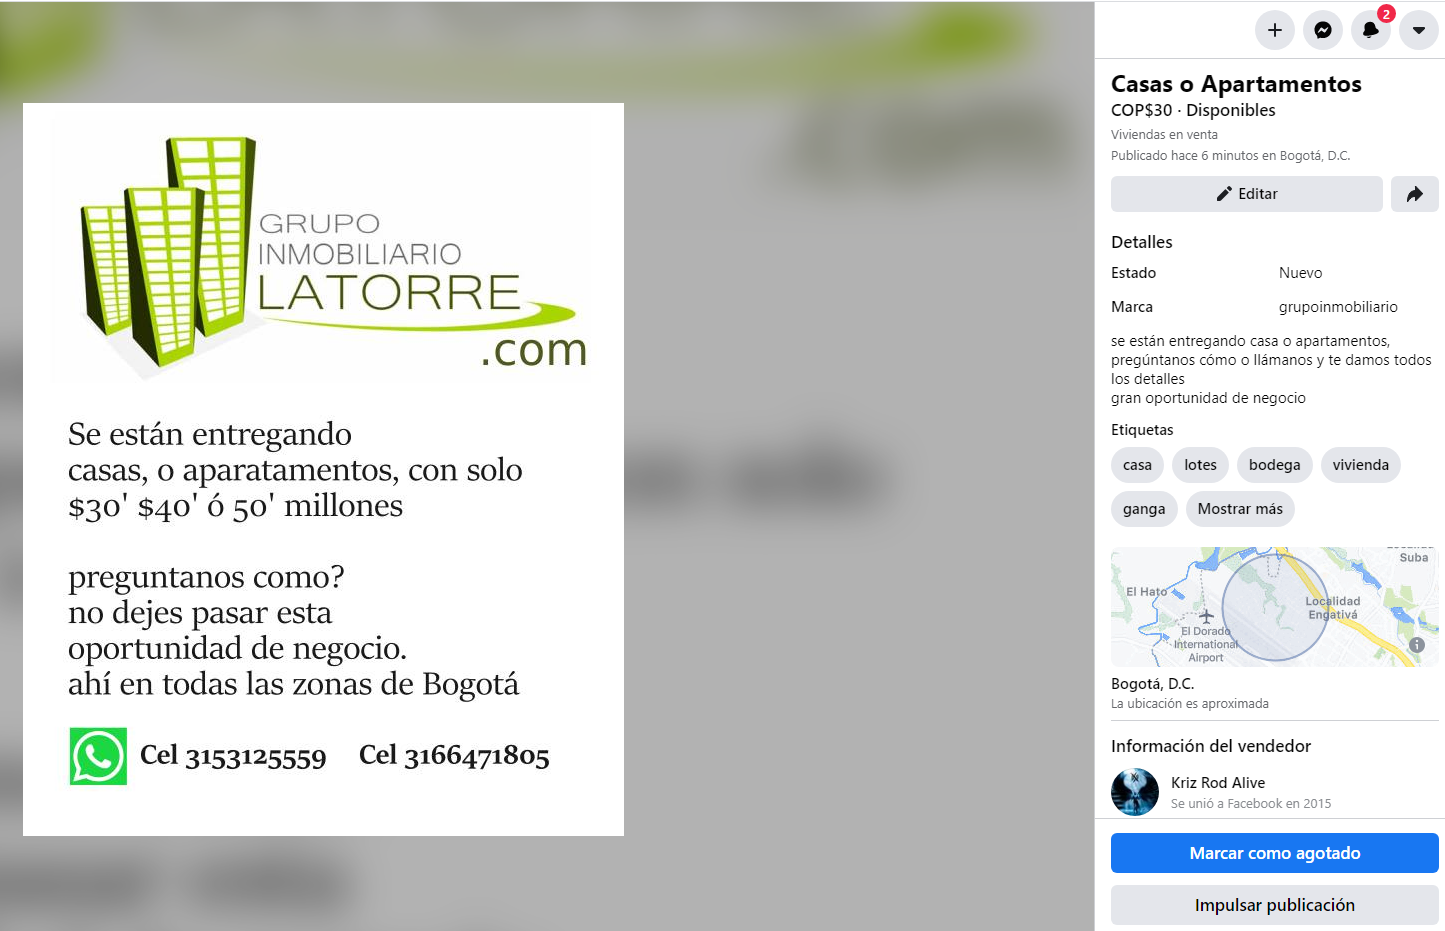 GRUPO
INMOBILIARIO
LATORRE
.com
Se están entregando
casas, o aparatamentos, con solo
$30' $40' ó 50' millones
preguntanos como?
no dejes pasar esta
oportunidad de negocio.
ahí en todas las zonas de Bogotá
Cel 3153125559 Cel 3166471805
2
Casas o Apartamentos
COP$30 · Disponibles
Viviendas en venta
Publicado hace 6 minutos en Bogotá, D.C.
Editar
Detalles
Estado Nuevo
Marca grupoinmobiliario
se están entregando casa o apartamentos,
pregúntanos cómo o llámanos y te damos todos
los detalles
gran oportunidad de negocio
Etiquetas
casa lotes bodega vivienda
ganga Mostrar más
Suba
El Hato
Localidad
Engativá
El Dorado
International
Airport
Bogotá, D.C.
La ubicación es aproximada
Información del vendedor
Kriz Rod Alive
Se unió a Facebook en 2015
Marcar como agotado
Impulsar publicación